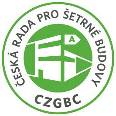 ČESKÁ RADA PRO ŠETRNÉ BUDOVY
A
CZGBC